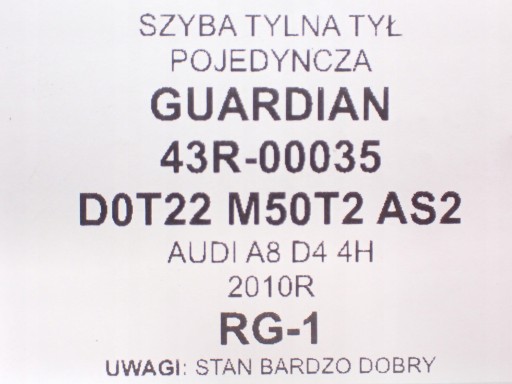 SZYBA TYLNA TYŁ
POJEDYNCZA
GUARDIAN
43R-00035
D0T22 M50T2 AS2
AUDI A8 D4 4H
2010R
RG-1
UWAGI: STAN BARDZO DOBRY